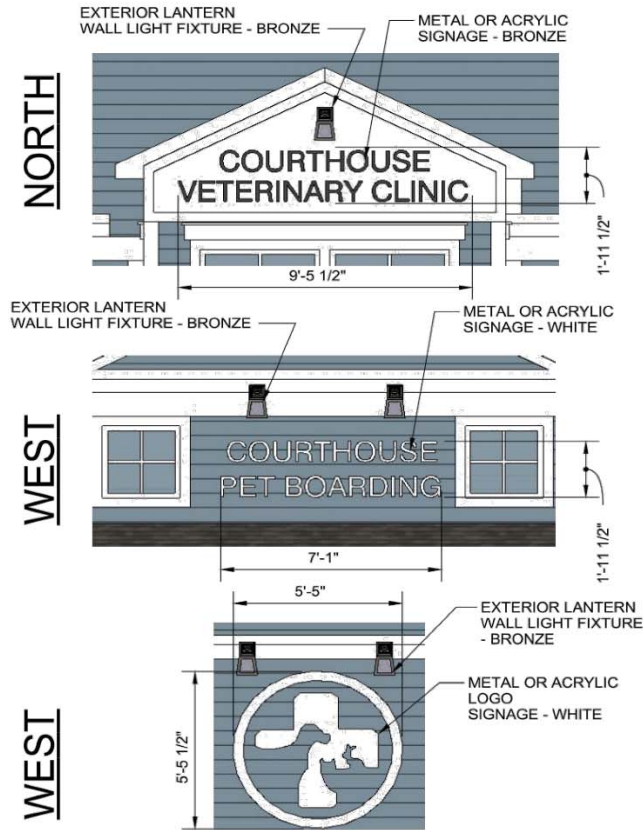 EXTERIOR LANTERN
WALL LIGHT FIXTURE - BRONZE
METAL OR ACRYLIC
SIGNAGE - BRONZE
NORTH
COURTHOUSE
VETERINARY CLINIC
1'-11 1/2"
9'-5 1/2"
EXTERIOR LANTERN
WALL LIGHT FIXTURE - BRONZE
METAL OR ACRYLIC
SIGNAGE - WHITE
WEST
COURTHOUSE
PET BOARDING
1'-11 1/2"
7'-1"
5'-5"
EXTERIOR LANTERN
WALL LIGHT FIXTURE
- BRONZE
METAL OR ACRYLIC
LOGO
SIGNAGE - WHITE
5'-5 1/2"
WEST